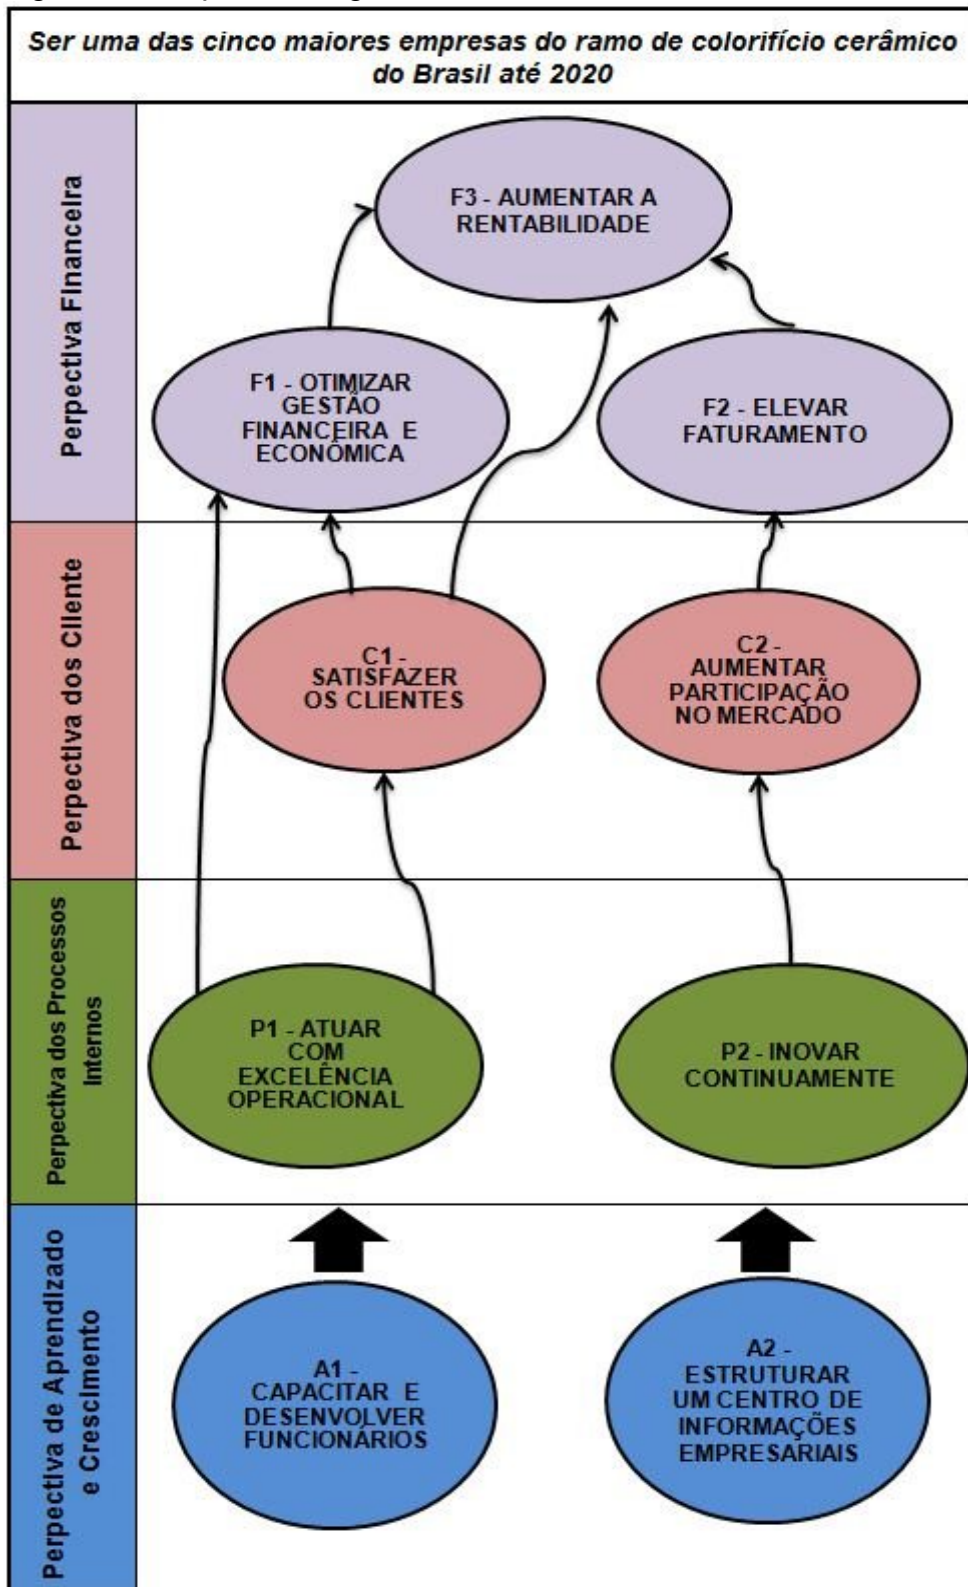 Ser uma das cinco maiores empresas do ramo de colorifício cerâmico
do Brasil até 2020
Perpectiva Financeira
F3 - AUMENTAR A
RENTABILIDADE
F1 - OTIMIZAR
GESTÃO
FINANCEIRA E
ECONÔMICA
F2 - ELEVAR
FATURAMENTO
Perpectiva dos Cliente
C1 -
SATISFAZER
OS CLIENTES
C2 -
AUMENTAR
PARTICIPAÇÃO
NO MERCADO
Perpectiva dos Processos
Internos
P1 - ATUAR
COM
EXCELÊNCIA
OPERACIONAL
P2 - INOVAR
CONTINUAMENTE
Perpectiva de Aprendizado
e Crescimento
A1 -
CAPACITAR E
DESENVOLVER
FUNCIONÁRIOS
A2 -
ESTRUTURAR
UM CENTRO DE
INFORMAÇÕES
EMPRESARIAIS